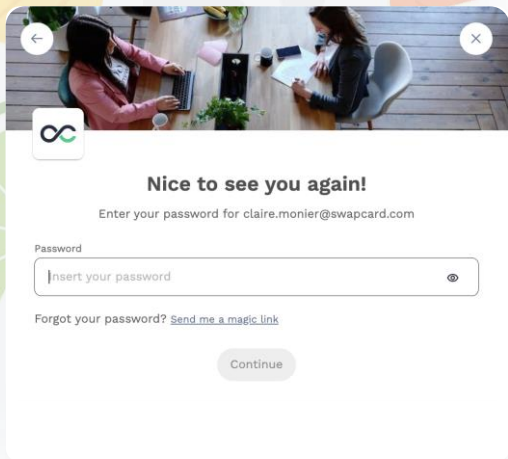 Nice to see you again!
Enter your password for claire.monier@swapcard.com
Password
Insert your password
Forgot your password? Send me a magic link
Continue